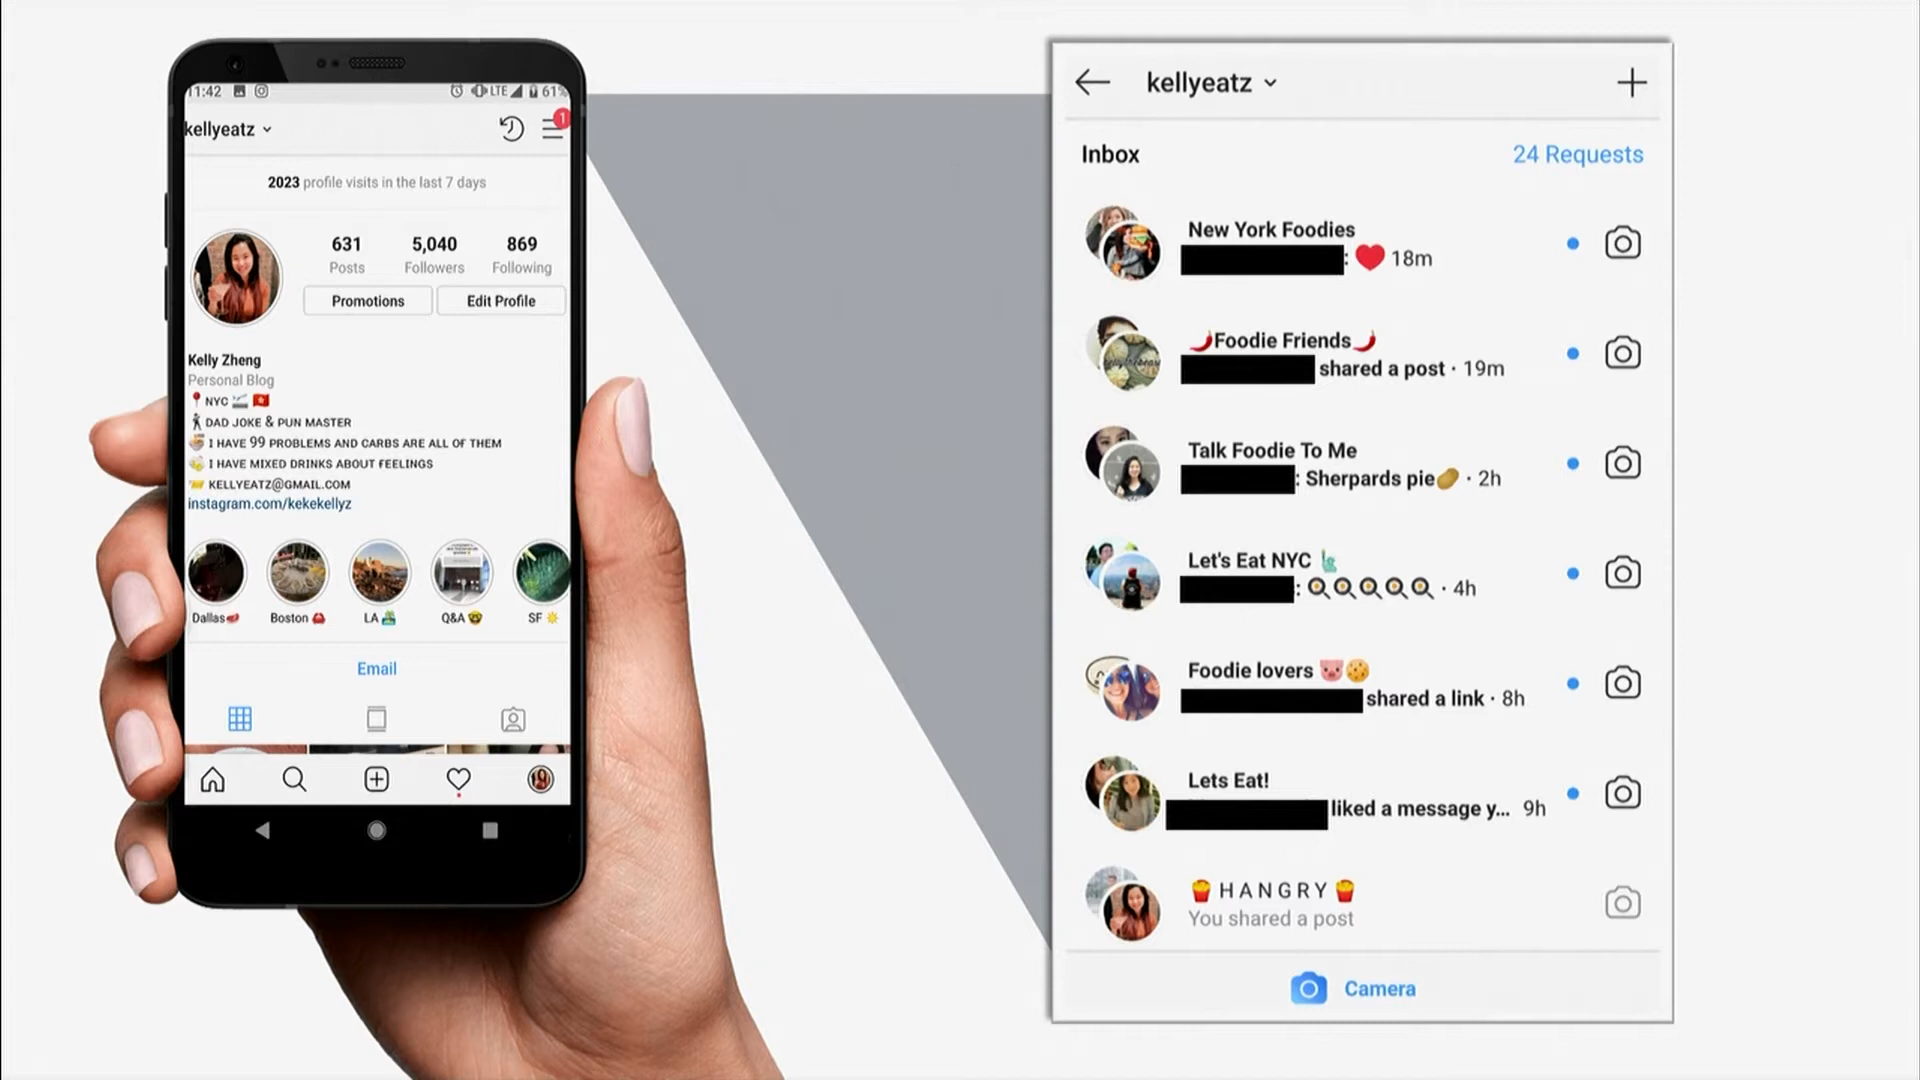 11:42 LTE 61%
kellyeatz
1
2023 profile visits in the last 7 days
631 5,040 869
Posts Followers Following
Promotions Edit Profile
Kelly Zheng
Personal Blog
📍 NYC 🛫 🇭🇰
DAD JOKE & PUN MASTER
I HAVE 99 PROBLEMS AND CARBS ARE ALL OF THEM
I HAVE MIXED DRINKS ABOUT FEELINGS
KELLYEATZ@GMAIL.COM
instagram.com/kekekellyz
Dallas Boston LA Q&A SF
Email
kellyeatz
Inbox 24 Requests
New York Foodies
: ❤️ 18m
🌶️Foodie Friends🌶️
shared a post · 19m
Talk Foodie To Me
: Sherpards pie🥔 · 2h
Let's Eat NYC 🗽
: 🍳🍳🍳🍳🍳 · 4h
Foodie lovers 🐷🍪
shared a link · 8h
Lets Eat!
liked a message y... 9h
🍟 H A N G R Y 🍟
You shared a post
Camera